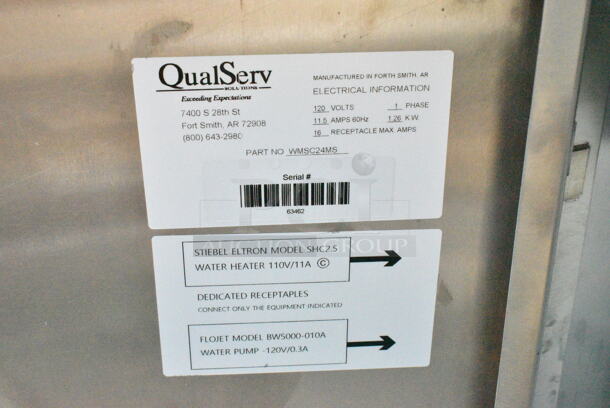 QualServ
SOLUTIONS
Exceeding Expectations
7400 S 28th St
Fort Smith, AR 72908
(800) 643-2980
MANUFACTURED IN FORTH SMITH, AR
ELECTRICAL INFORMATION
120 VOLTS 1 PHASE
11.5 AMPS 60Hz 1.26 K.W.
16 RECEPTACLE MAX. AMPS
PART NO WMSC24MS
Serial #
63462
AUCTION GROUP
STIEBEL ELTRON MODEL SHC2.5
WATER HEATER 110V/11A ©
DEDICATED RECEPTABLES
CONNECT ONLY THE EQUIPMENT INDICATED
FLOJET MODEL BW5000-010A
WATER PUMP -120V/0.3A